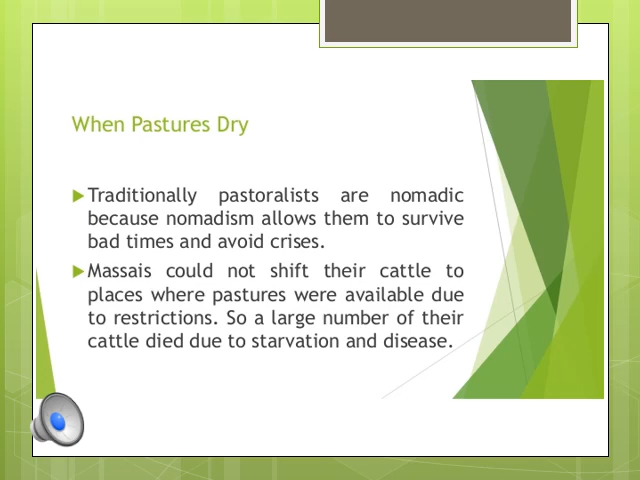 When Pastures Dry
Traditionally pastoralists are nomadic
because nomadism allows them to survive
bad times and avoid crises.
Massais could not shift their cattle to
places where pastures were available due
to restrictions. So a large number of their
cattle died due to starvation and disease.